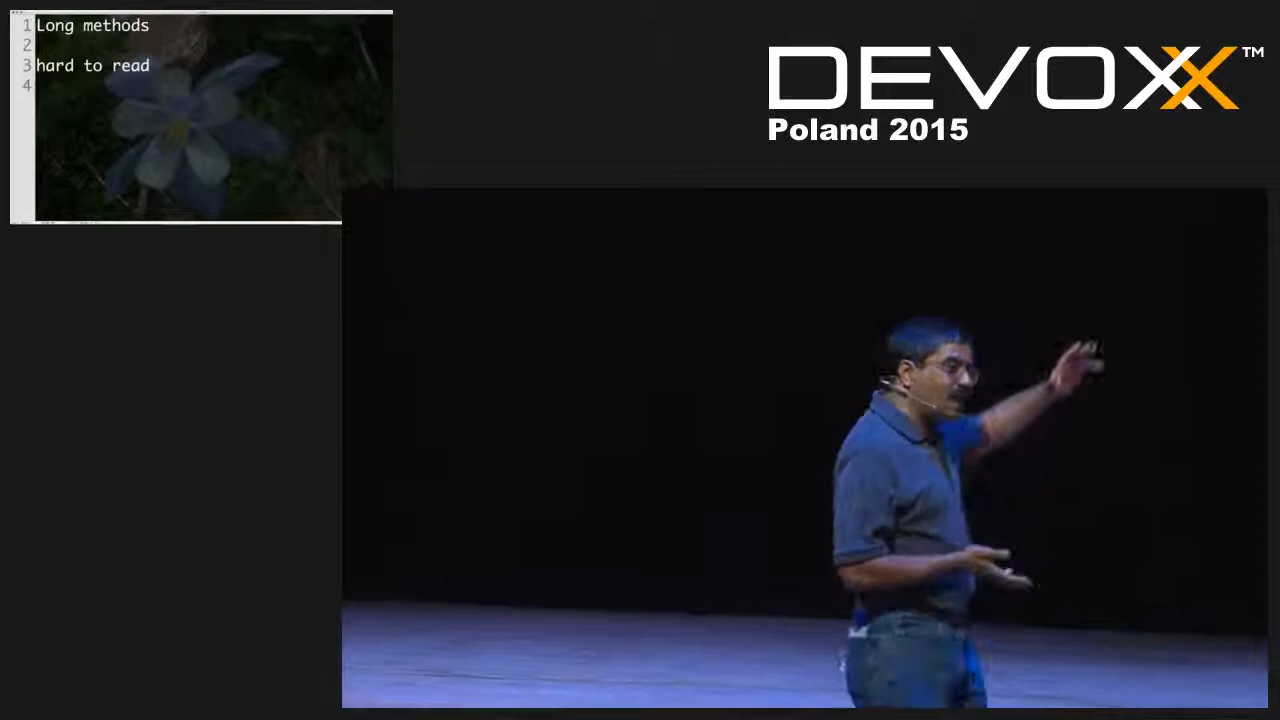 1 Long methods
2
3 hard to read
4
DEVOXX™
Poland 2015